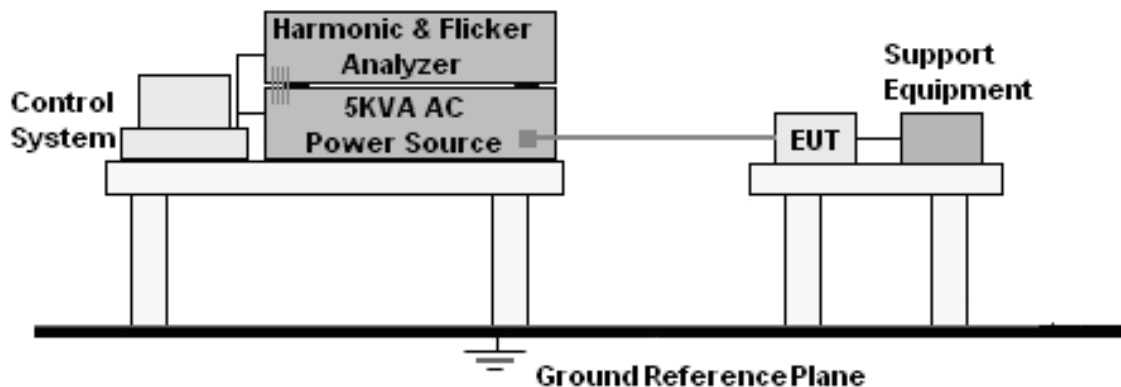 Harmonic & Flicker
Analyzer
Control
System
5KVA AC
Power Source
EUT
Support
Equipment
Ground Reference Plane